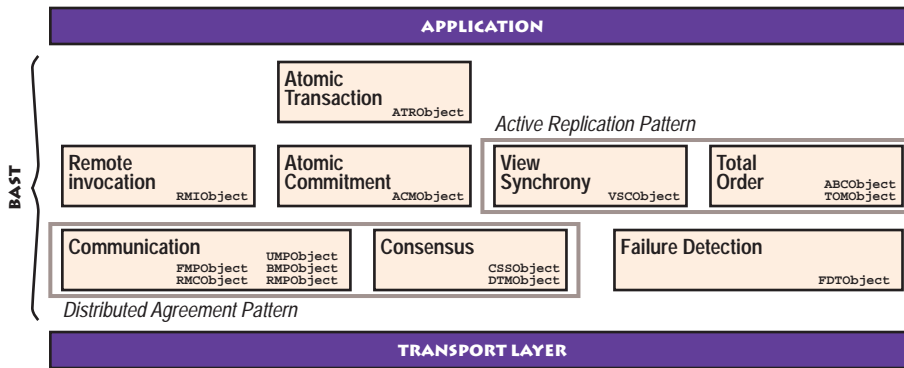 APPLICATION
BAST
Atomic
Transaction
ATRObject
Active Replication Pattern
Remote
invocation
RMIObject
Atomic
Commitment
ACMObject
View
Synchrony
VSCObject
Total
Order
ABCObject
TOMObject
Communication
UMPObject
FMPObject BMPObject
RMCObject RMPObject
Consensus
CSSObject
DTMObject
Failure Detection
FDTObject
Distributed Agreement Pattern
TRANSPORT LAYER